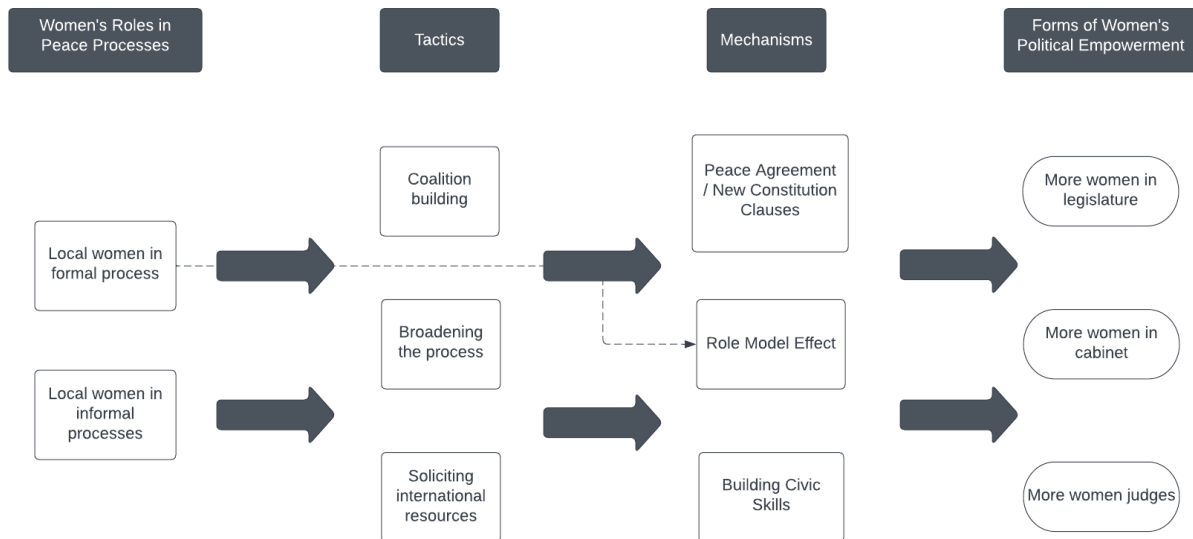 Women's Roles in
Peace Processes
Tactics
Mechanisms
Forms of Women's
Political Empowerment
Local women in
formal process
Local women in
informal
processes
Coalition
building
Broadening
the process
Soliciting
international
resources
Peace Agreement
/ New Constitution
Clauses
Role Model Effect
Building Civic
Skills
More women in
legislature
More women in
cabinet
More women judges